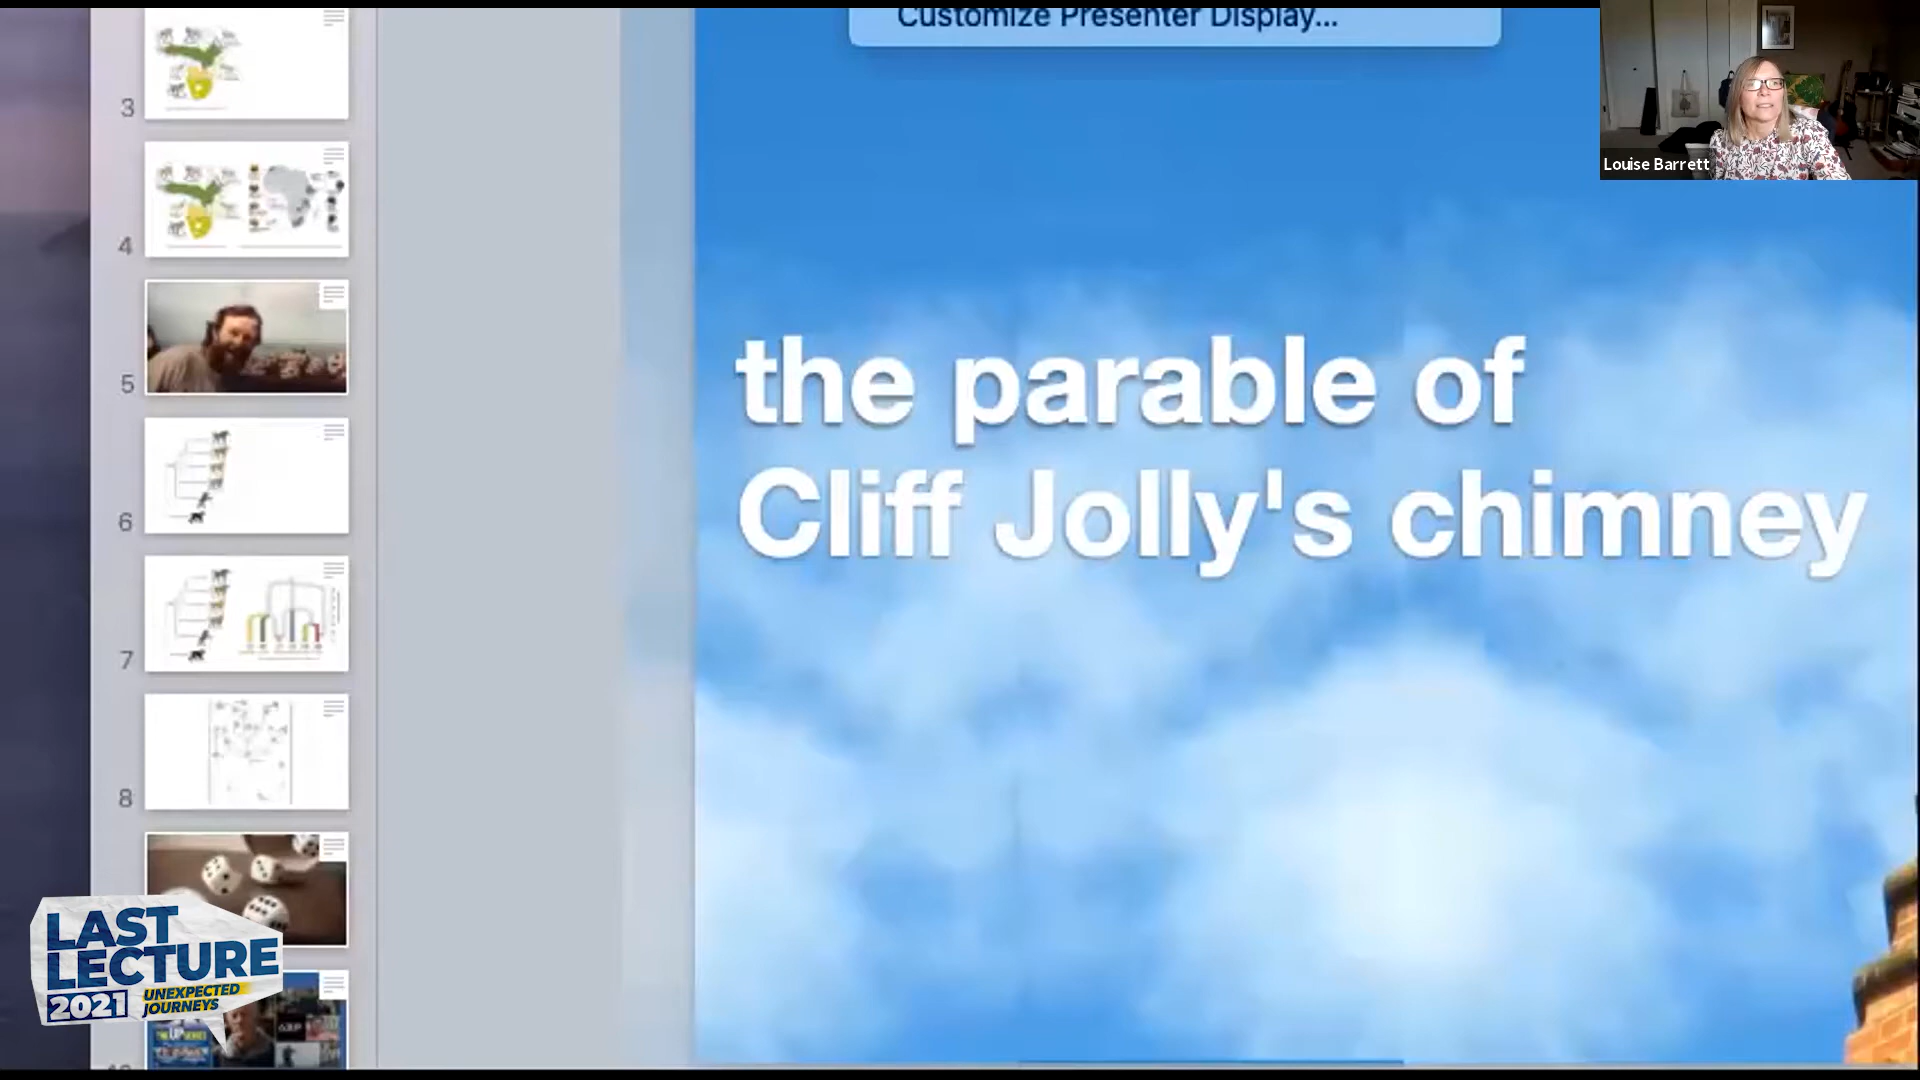 Customize Presenter Display...
Louise Barrett
the parable of
Cliff Jolly's chimney
3
4
5
6
7
8
LAST
LECTURE
2021 UNEXPECTED
JOURNEYS